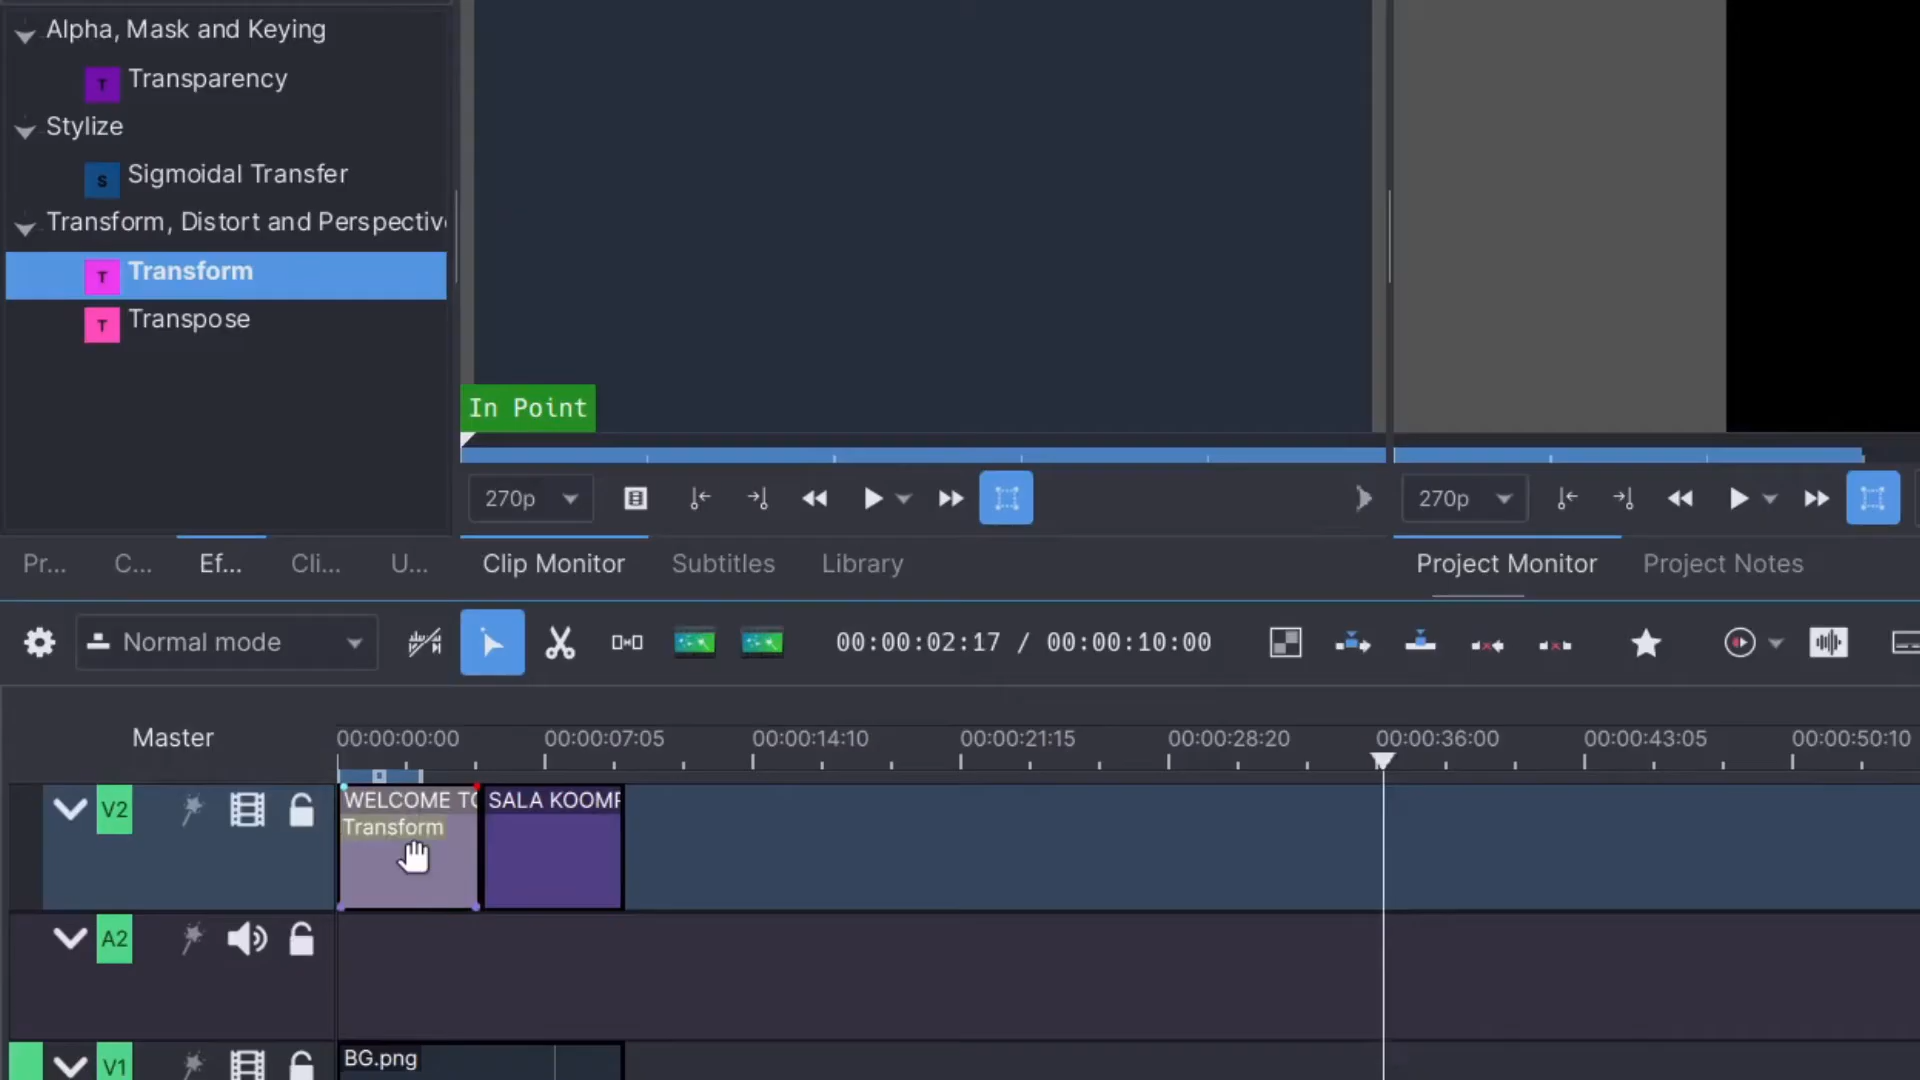 Alpha, Mask and Keying
T Transparency
Stylize
S Sigmoidal Transfer
Transform, Distort and Perspectiv
T Transform
T Transpose
In Point
270p
270p
Pr... C... Ef... Cli... U...
Clip Monitor Subtitles Library
Project Monitor Project Notes
Normal mode
00:00:02:17 / 00:00:10:00
Master
00:00:00:00 00:00:07:05 00:00:14:10 00:00:21:15 00:00:28:20 00:00:36:00 00:00:43:05 00:00:50:10
V2
WELCOME TO SALA KOOMP
Transform
A2
V1
BG.png